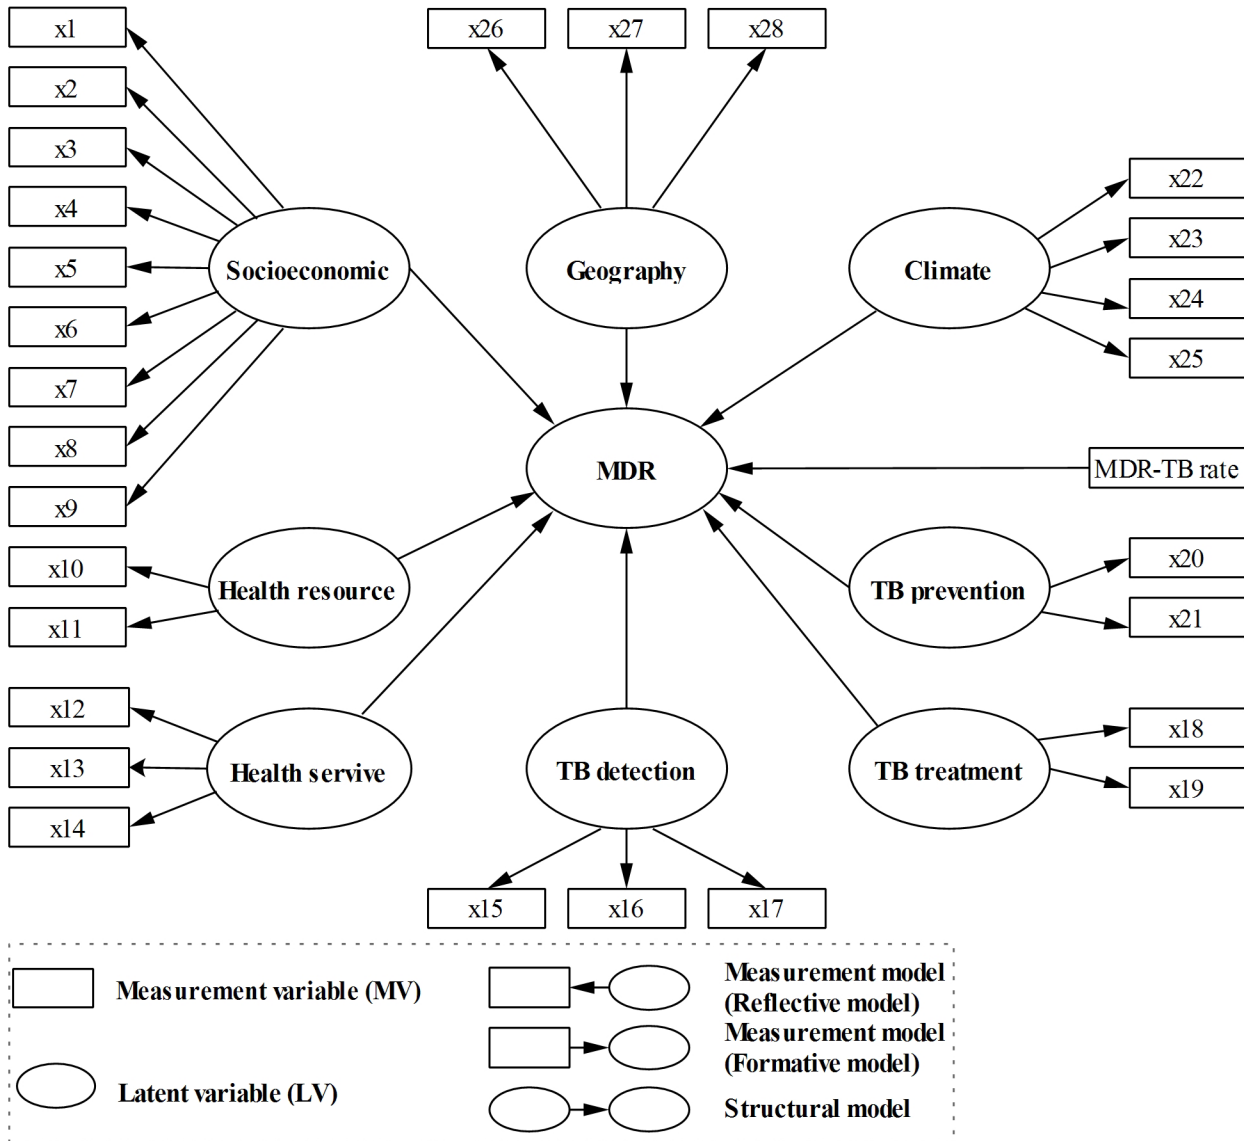 x1
x26
x27
x28
x2
x3
x4
x5
x6
x7
x8
x9
x22
x23
x24
x25
Socioeconomic
Geography
Climate
MDR
MDR-TB rate
x10
x11
Health resource
TB prevention
x20
x21
x12
x13
x14
Health servive
TB detection
TB treatment
x18
x19
x15
x16
x17
Measurement variable (MV)
Latent variable (LV)
Measurement model
(Reflective model)
Measurement model
(Formative model)
Structural model